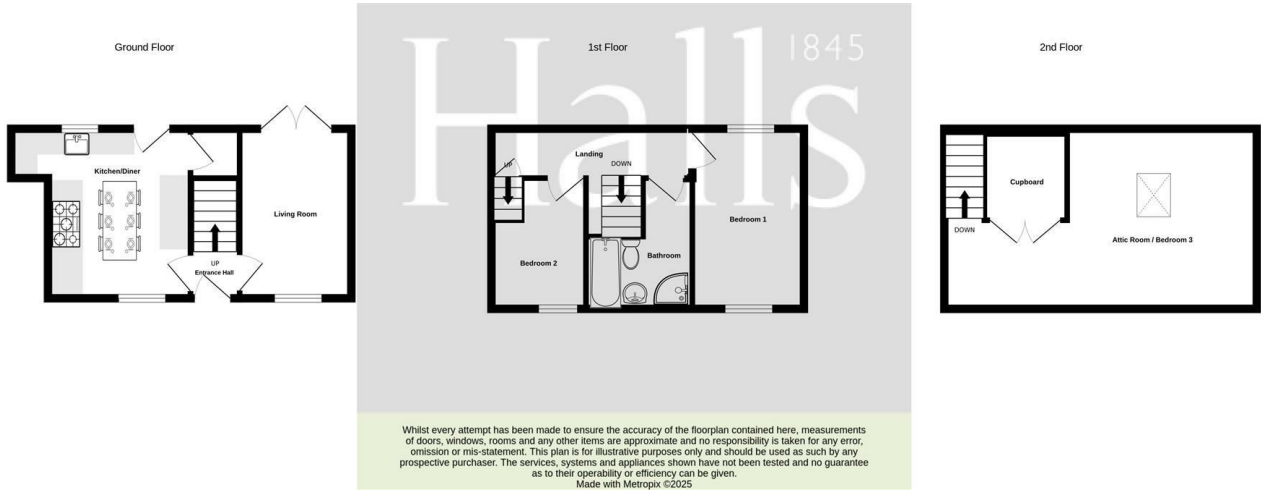 Ground Floor
Kitchen/Diner
Living Room
UP
Entrance Hall
Halls
1845
1st Floor
Landing
UP
DOWN
Bedroom 1
Bedroom 2
Bathroom
2nd Floor
Cupboard
DOWN
Attic Room / Bedroom 3
Whilst every attempt has been made to ensure the accuracy of the floorplan contained here, measurements
of doors, windows, rooms and any other items are approximate and no responsibility is taken for any error,
omission or mis-statement. This plan is for illustrative purposes only and should be used as such by any
prospective purchaser. The services, systems and appliances shown have not been tested and no guarantee
as to their operability or efficiency can be given.
Made with Metropix ©2025